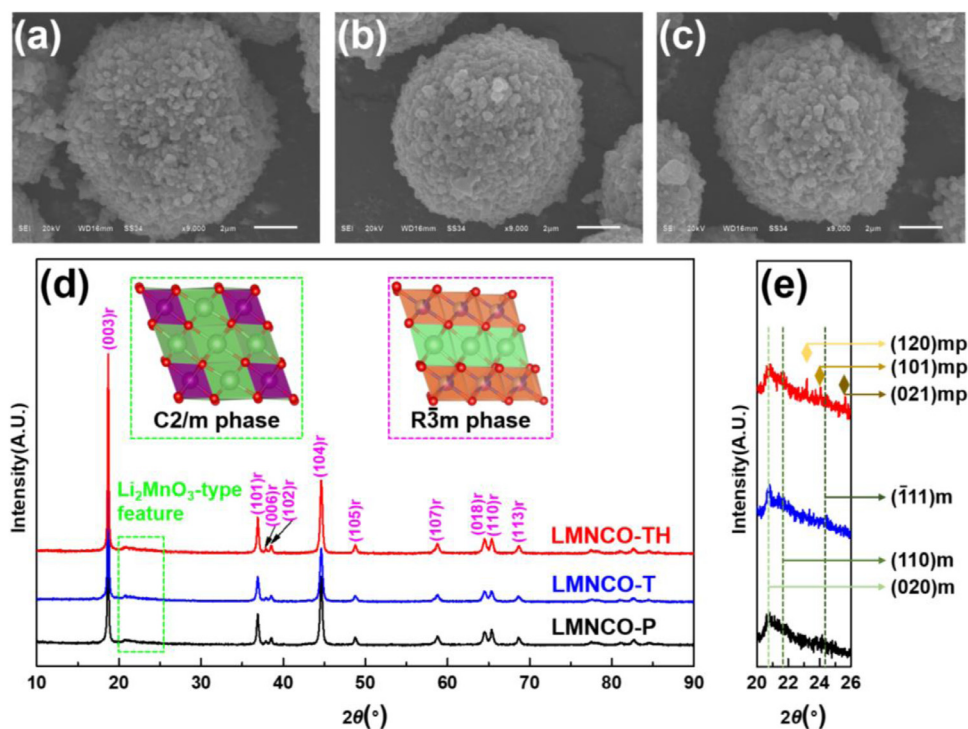 (a)
SEI 20kV WD16mm SS34 x9,000 2μm
(b)
SEI 20kV WD16mm SS34 x9,000 2μm
(c)
SEI 20kV WD16mm SS34 x9,000 2μm
(d)
(003)r
C2/m phase
R3̅m phase
Li₂MnO₃-type
feature
(101)r
(006)r
(102)r
(104)r
(105)r
(107)r
(018)r
(110)r
(113)r
LMNCO-TH
LMNCO-T
LMNCO-P
Intensity(A.U.)
10 20 30 40 50 60 70 80 90
2θ(°)
(e)
(120)mp
(101)mp
(021)mp
(1̅11)m
(110)m
(020)m
Intensity(A.U.)
20 22 24 26
2θ(°)